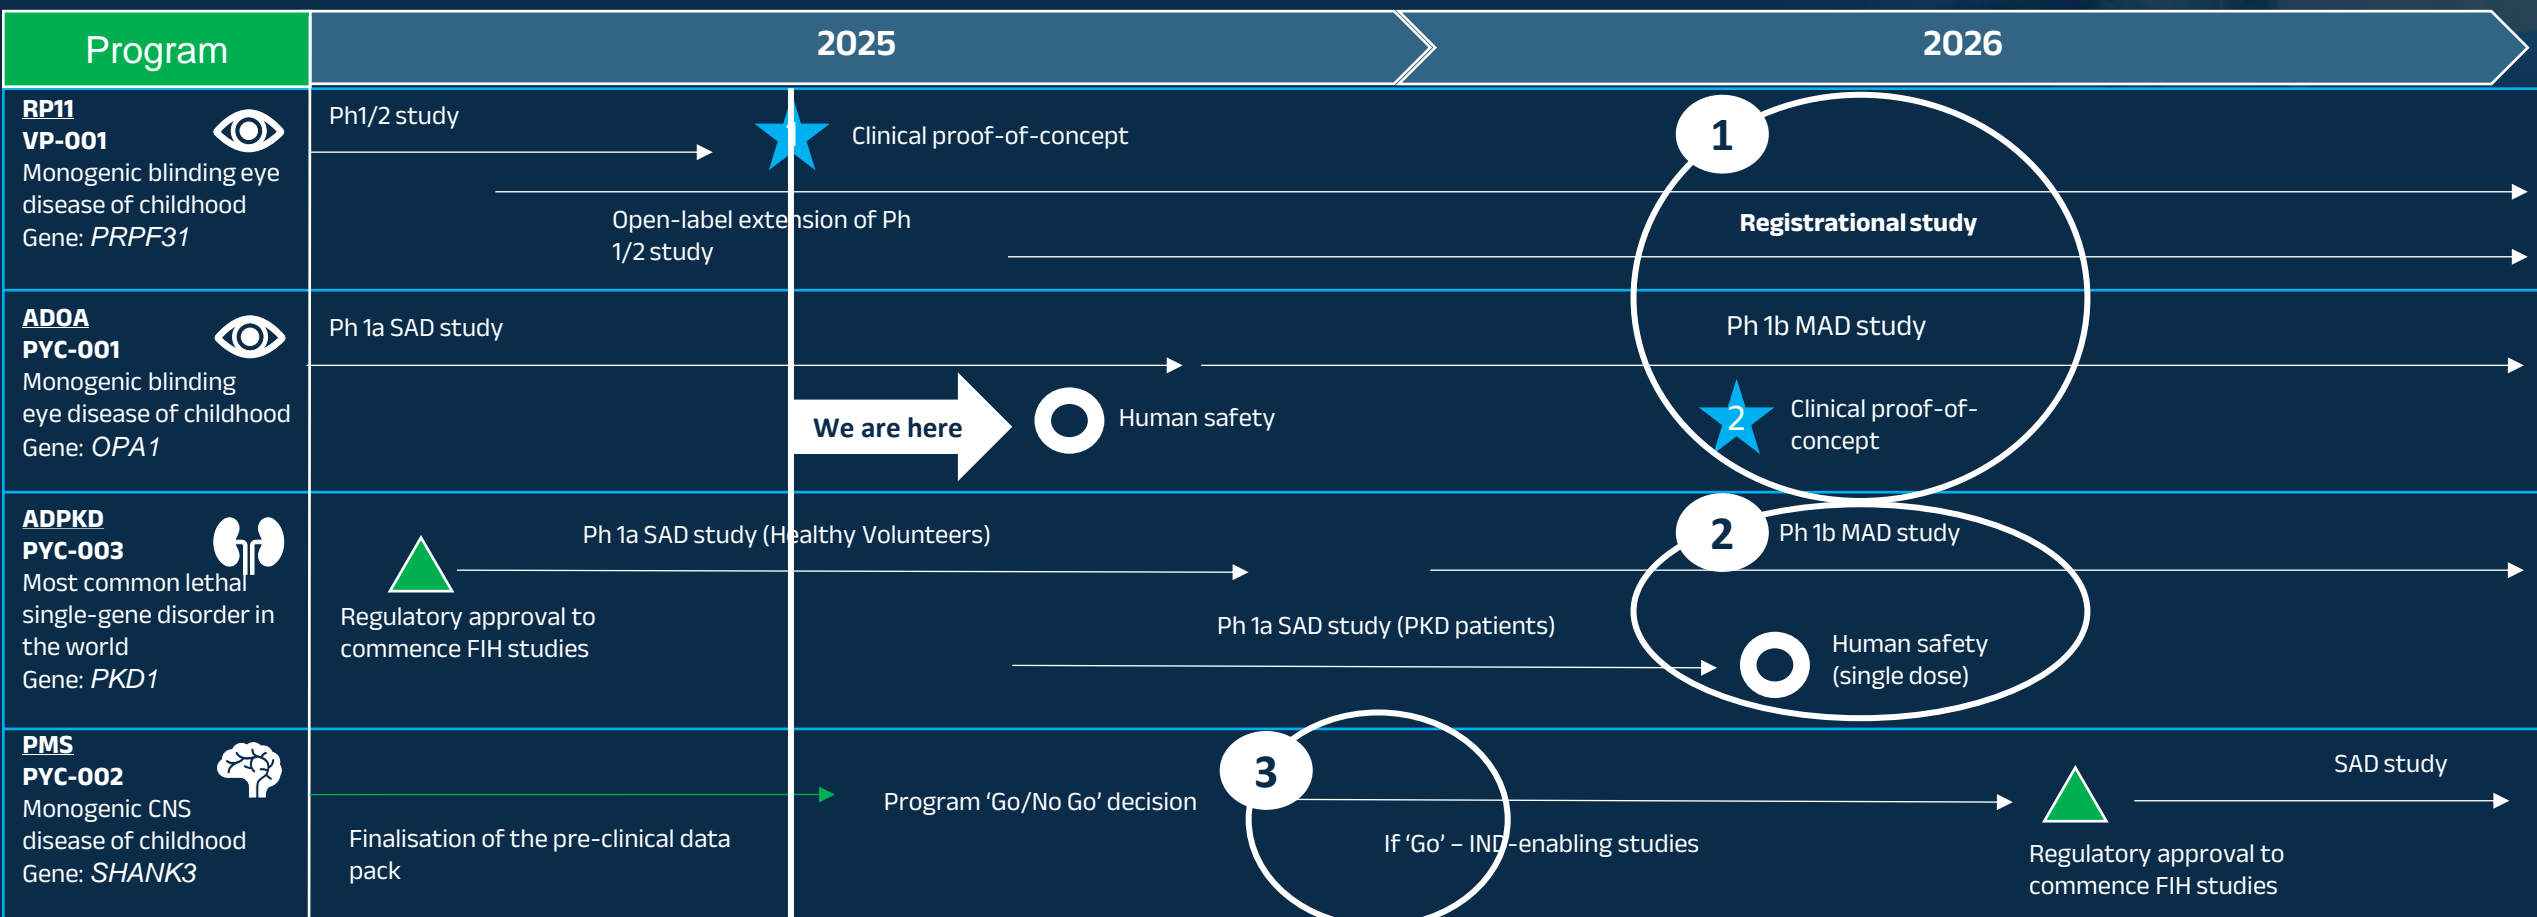 Program
2025
2026
RP11
VP-001
Monogenic blinding eye
disease of childhood
Gene: PRPF31
Ph1/2 study
1
Clinical proof-of-concept
Open-label extension of Ph
1/2 study
1
Registrational study
ADOA
PYC-001
Monogenic blinding
eye disease of childhood
Gene: OPA1
Ph 1a SAD study
We are here
Human safety
Ph 1b MAD study
2
Clinical proof-of-
concept
ADPKD
PYC-003
Most common lethal
single-gene disorder in
the world
Gene: PKD1
Regulatory approval to
commence FIH studies
Ph 1a SAD study (Healthy Volunteers)
Ph 1a SAD study (PKD patients)
2
Ph 1b MAD study
Human safety
(single dose)
PMS
PYC-002
Monogenic CNS
disease of childhood
Gene: SHANK3
Finalisation of the pre-clinical data
pack
Program ‘Go/No Go’ decision
3
If ‘Go’ – IND-enabling studies
Regulatory approval to
commence FIH studies
SAD study